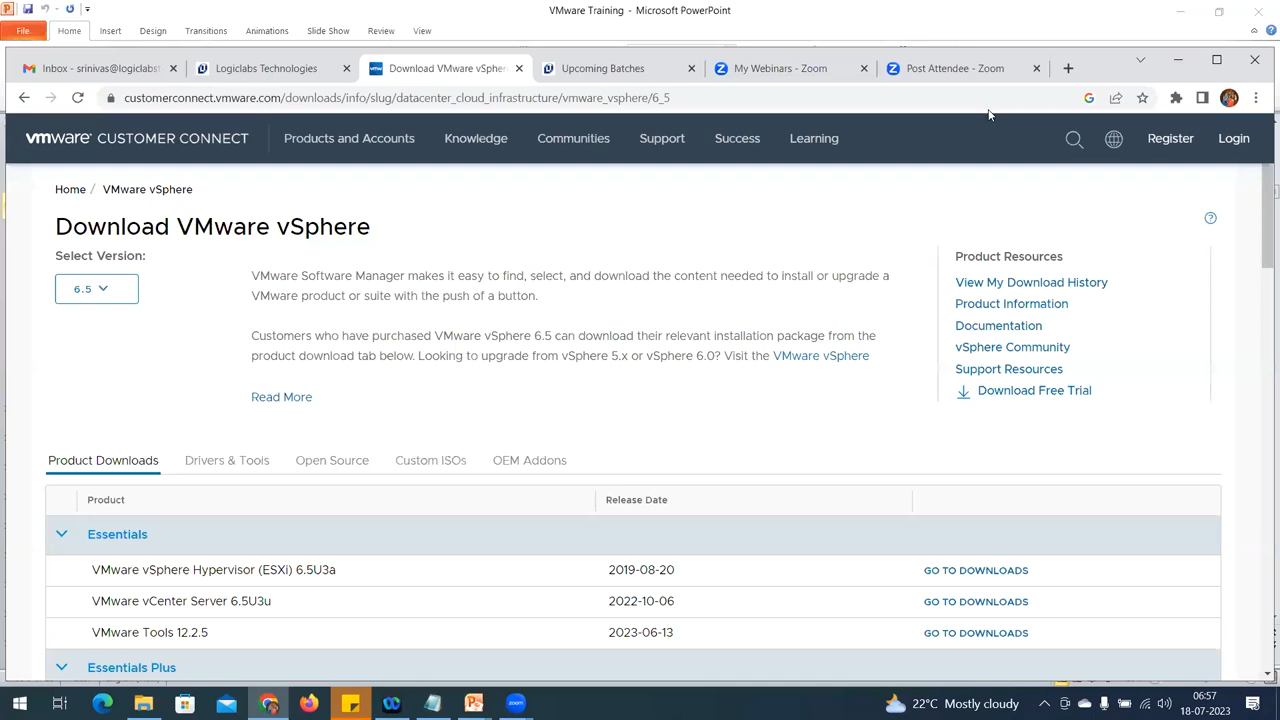 VMware Training - Microsoft PowerPoint
File Home Insert Design Transitions Animations Slide Show Review View
Inbox - srinivas@logiclabst
Logiclabs Technologies
Download VMware vSphere
Upcoming Batches
My Webinars - Zoom
Post Attendee - Zoom
customerconnect.vmware.com/downloads/info/slug/datacenter_cloud_infrastructure/vmware_vsphere/6_5
vmware® CUSTOMER CONNECT Products and Accounts Knowledge Communities Support Success Learning Register Login
Home / VMware vSphere
Download VMware vSphere
Select Version:
6.5
VMware Software Manager makes it easy to find, select, and download the content needed to install or upgrade a
VMware product or suite with the push of a button.
Customers who have purchased VMware vSphere 6.5 can download their relevant installation package from the
product download tab below. Looking to upgrade from vSphere 5.x or vSphere 6.0? Visit the VMware vSphere
Read More
Product Resources
View My Download History
Product Information
Documentation
vSphere Community
Support Resources
Download Free Trial
Product Downloads Drivers & Tools Open Source Custom ISOs OEM Addons
Product Release Date
Essentials
VMware vSphere Hypervisor (ESXi) 6.5U3a 2019-08-20 GO TO DOWNLOADS
VMware vCenter Server 6.5U3u 2022-10-06 GO TO DOWNLOADS
VMware Tools 12.2.5 2023-06-13 GO TO DOWNLOADS
Essentials Plus
22°C Mostly cloudy
06:57
18-07-2023